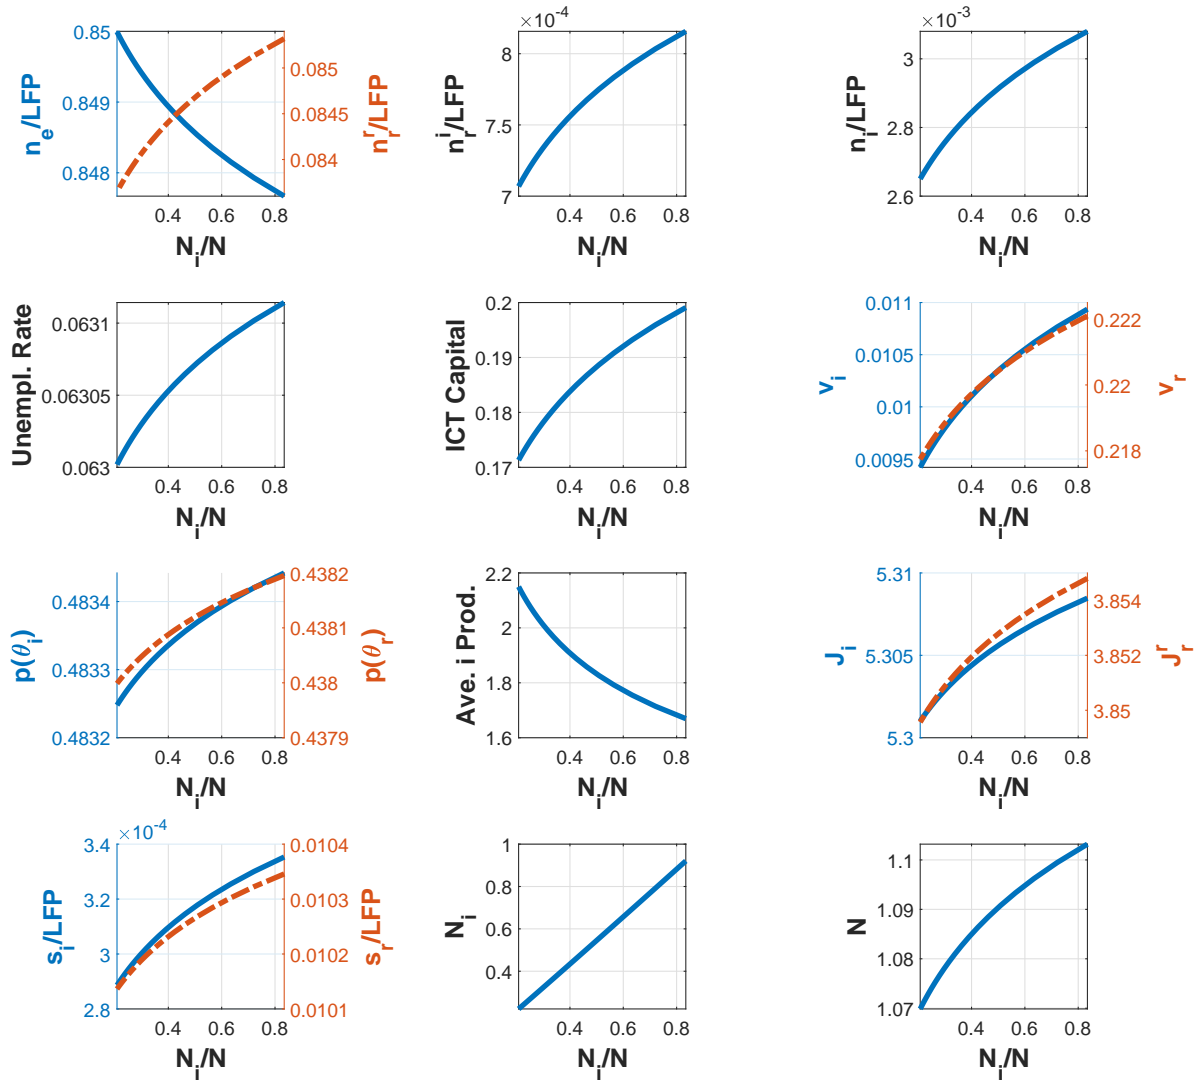 n_e/LFP
0.85
0.849
0.848
n_r^r/LFP
0.085
0.0845
0.084
0.4 0.6 0.8
N_i/N
×10^-4
n_r^i/LFP
8
7.5
7
0.4 0.6 0.8
N_i/N
×10^-3
n_i/LFP
3
2.8
2.6
0.4 0.6 0.8
N_i/N
Unempl. Rate
0.0631
0.06305
0.063
0.4 0.6 0.8
N_i/N
ICT Capital
0.2
0.19
0.18
0.17
0.4 0.6 0.8
N_i/N
v_i
0.011
0.0105
0.01
0.0095
v_r
0.222
0.22
0.218
0.4 0.6 0.8
N_i/N
p(θ_i)
0.4834
0.4833
0.4832
p(θ_r)
0.4382
0.4381
0.438
0.4379
0.4 0.6 0.8
N_i/N
Ave. i Prod.
2.2
2
1.8
1.6
0.4 0.6 0.8
N_i/N
J_i
5.31
5.305
5.3
J_r^r
3.854
3.852
3.85
0.4 0.6 0.8
N_i/N
×10^-4
s_i/LFP
3.4
3.2
3
2.8
s_r/LFP
0.0104
0.0103
0.0102
0.0101
0.4 0.6 0.8
N_i/N
N_i
1
0.8
0.6
0.4
0.4 0.6 0.8
N_i/N
N
1.1
1.09
1.08
1.07
0.4 0.6 0.8
N_i/N